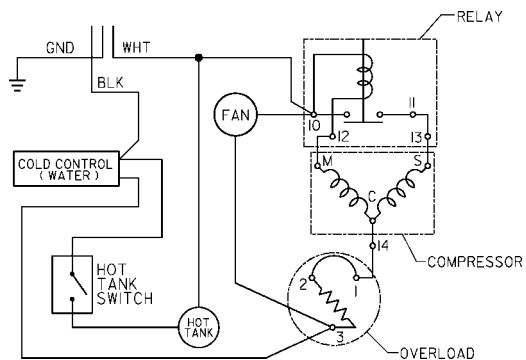 RELAY
GND
WHT
BLK
FAN
10
11
12
13
M
S
C
COLD CONTROL
(WATER)
14
COMPRESSOR
HOT
TANK
SWITCH
2
1
HOT
TANK
3
OVERLOAD